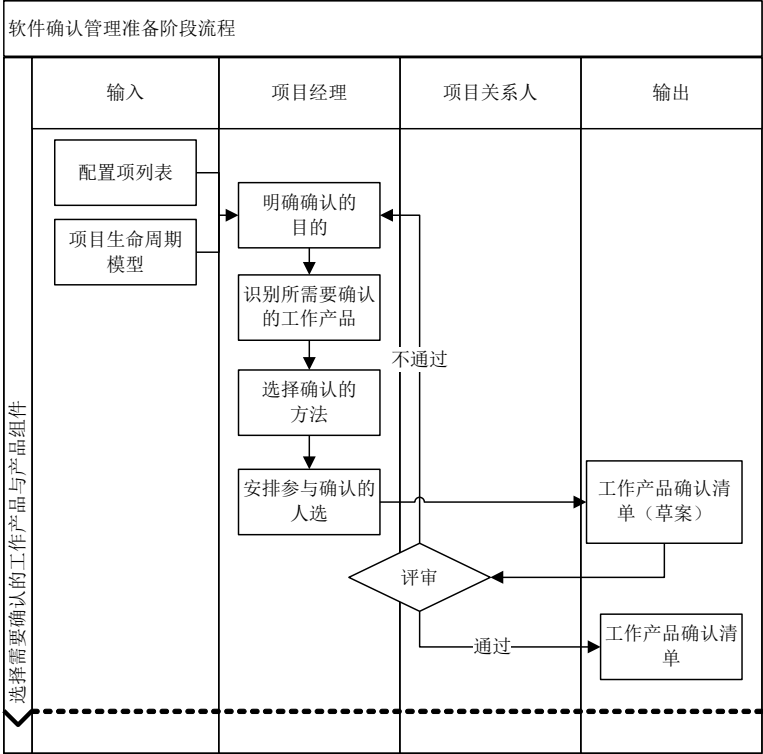 软件确认管理准备阶段流程
输入
项目经理
项目关系人
输出
配置项列表
明确确认的
目的
项目生命周期
模型
识别所需要确认
的工作产品
不通过
选择确认的
方法
安排参与确认的
人选
工作产品确认清
单（草案）
评审
通过
工作产品确认清
单
选择需要确认的工作产品与产品组件